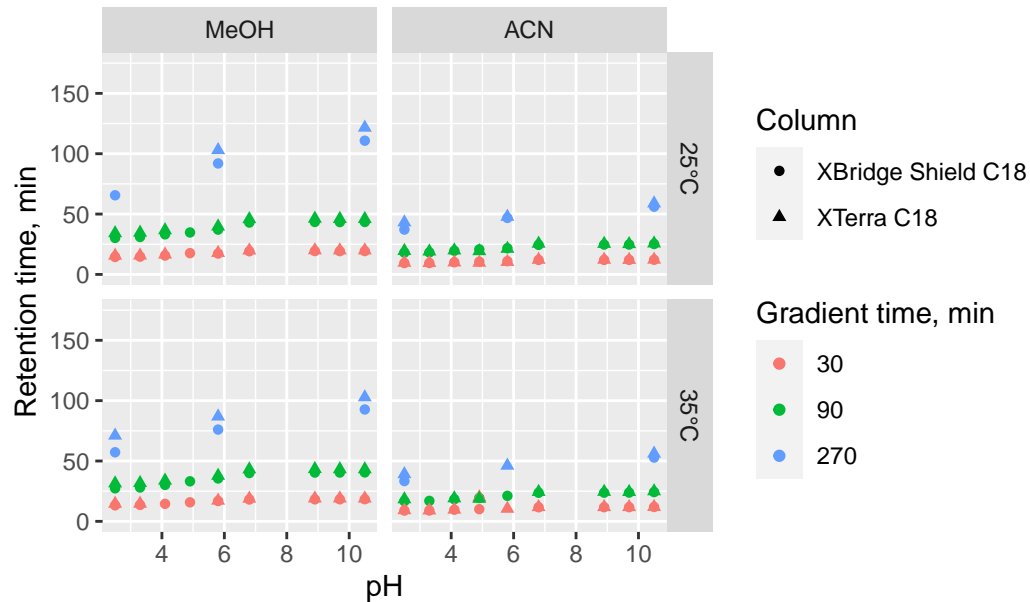 MeOH
ACN
150
100
50
0
25°C
150
100
50
0
35°C
4
6
8
10
4
6
8
10
Retention time, min
pH
Column
XBridge Shield C18
XTerra C18
Gradient time, min
30
90
270